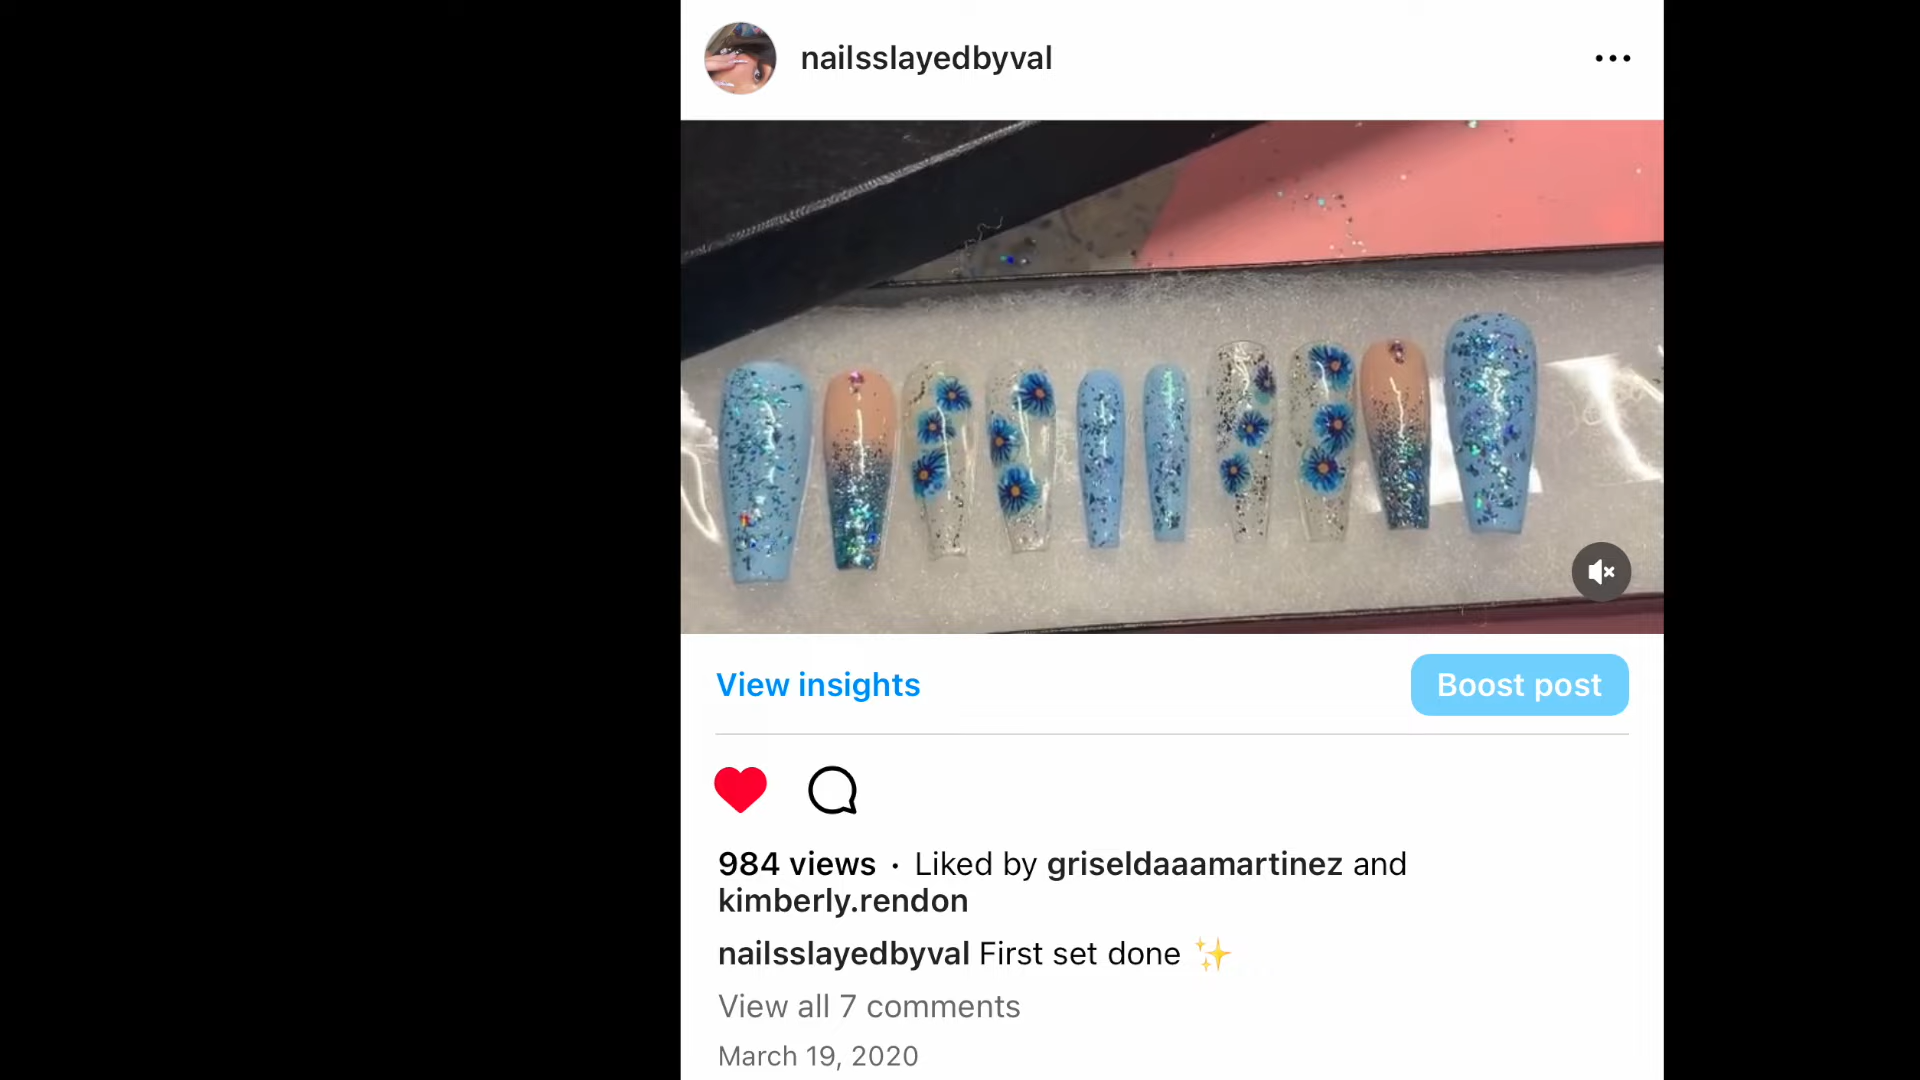 nailsslayedbyval
View insights
Boost post
984 views · Liked by griseldaaamartinez and
kimberly.rendon
nailsslayedbyval First set done ✨
View all 7 comments
March 19, 2020